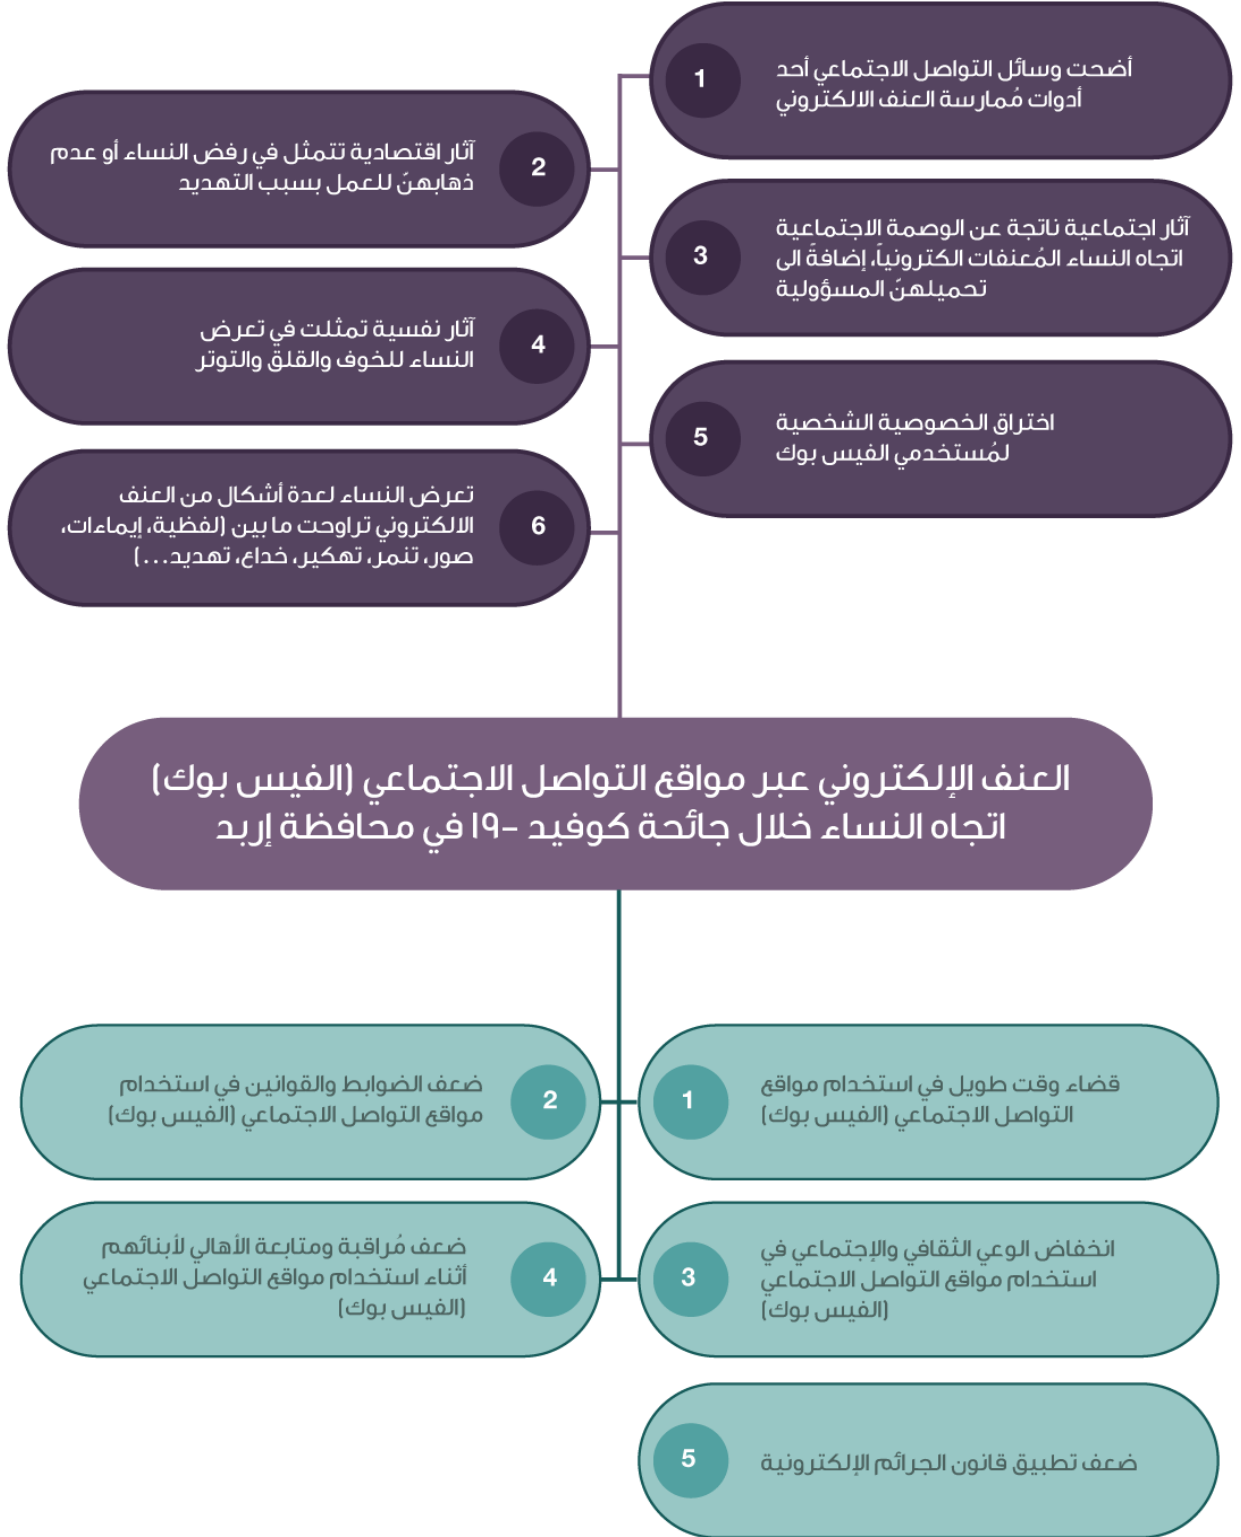 1
أضحت وسائل التواصل الاجتماعي أحد
أدوات مُمارسة العنف الالكتروني
2
آثار اقتصادية تتمثل في رفض النساء أو عدم
ذهابهنّ للعمل بسبب التهديد
3
آثار اجتماعية ناتجة عن الوصمة الاجتماعية
اتجاه النساء المُعنفات الكترونياً، إضافةً الى
تحميلهنّ المسؤولية
4
آثار نفسية تمثلت في تعرض
النساء للخوف والقلق والتوتر
5
اختراق الخصوصية الشخصية
لمُستخدمي الفيس بوك
6
تعرض النساء لعدة أشكال من العنف
الالكتروني تراوحت ما بين (لفظية، إيماءات،
صور، تنمر، تهكير، خداع، تهديد...)
العنف الإلكتروني عبر مواقع التواصل الاجتماعي (الفيس بوك)
اتجاه النساء خلال جائحة كوفيد -١٩ في محافظة إربد
1
قضاء وقت طويل في استخدام مواقع
التواصل الاجتماعي (الفيس بوك)
2
ضعف الضوابط والقوانين في استخدام
مواقع التواصل الاجتماعي (الفيس بوك)
3
انخفاض الوعي الثقافي والإجتماعي في
استخدام مواقع التواصل الاجتماعي
(الفيس بوك)
4
ضعف مُراقبة ومتابعة الأهالي لأبنائهم
أثناء استخدام مواقع التواصل الاجتماعي
(الفيس بوك)
5
ضعف تطبيق قانون الجرائم الإلكترونية